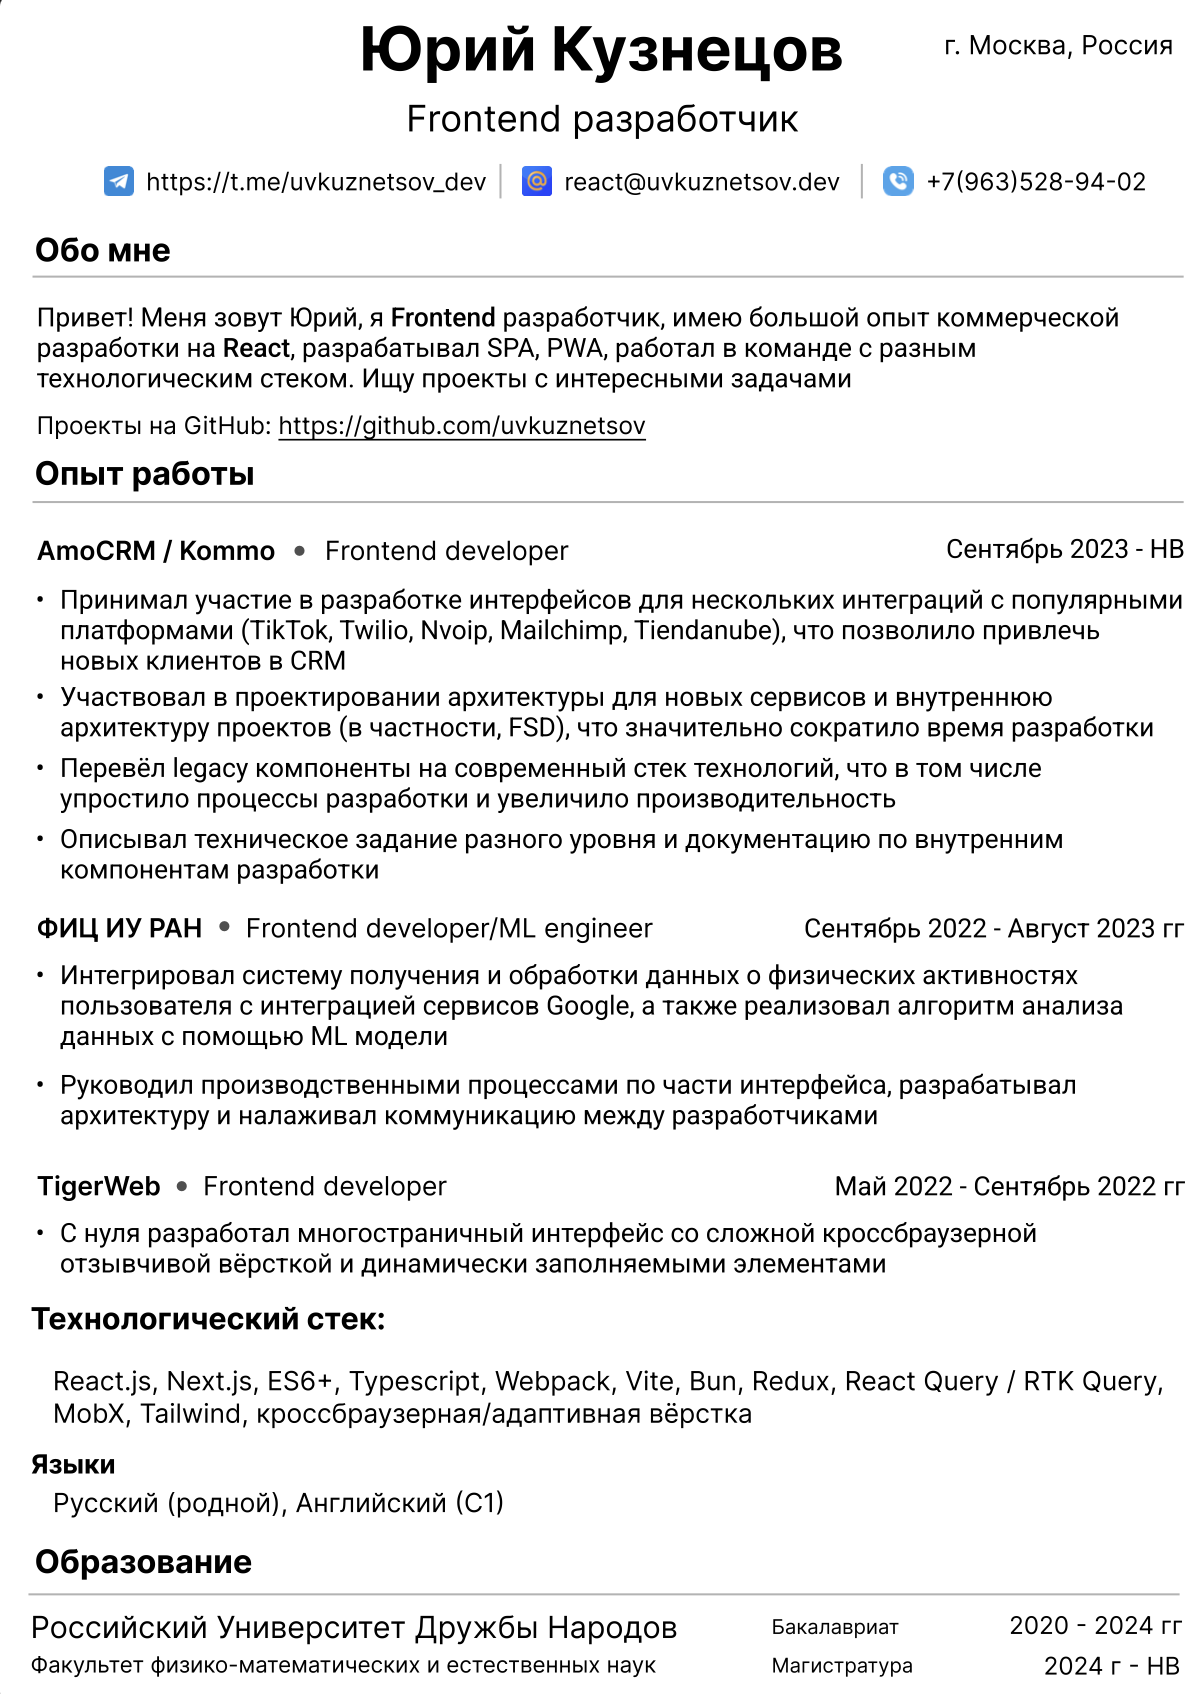 Юрий Кузнецов
г. Москва, Россия
Frontend разработчик
https://t.me/uvkuznetsov_dev
react@uvkuznetsov.dev
+7(963)528-94-02
Обо мне
Привет! Меня зовут Юрий, я Frontend разработчик, имею большой опыт коммерческой
разработки на React, разрабатывал SPA, PWA, работал в команде с разным
технологическим стеком. Ищу проекты с интересными задачами
Проекты на GitHub: https://github.com/uvkuznetsov
Опыт работы
AmoCRM / Kommo • Frontend developer
Сентябрь 2023 - НВ
• Принимал участие в разработке интерфейсов для нескольких интеграций с популярными
платформами (TikTok, Twilio, Nvoip, Mailchimp, Tiendanube), что позволило привлечь
новых клиентов в CRM
• Участвовал в проектировании архитектуры для новых сервисов и внутреннюю
архитектуру проектов (в частности, FSD), что значительно сократило время разработки
• Перевёл legacy компоненты на современный стек технологий, что в том числе
упростило процессы разработки и увеличило производительность
• Описывал техническое задание разного уровня и документацию по внутренним
компонентам разработки
ФИЦ ИУ РАН • Frontend developer/ML engineer
Сентябрь 2022 - Август 2023 гг
• Интегрировал систему получения и обработки данных о физических активностях
пользователя с интеграцией сервисов Google, а также реализовал алгоритм анализа
данных с помощью ML модели
• Руководил производственными процессами по части интерфейса, разрабатывал
архитектуру и налаживал коммуникацию между разработчиками
TigerWeb • Frontend developer
Май 2022 - Сентябрь 2022 гг
• С нуля разработал многостраничный интерфейс со сложной кроссбраузерной
отзывчивой вёрсткой и динамически заполняемыми элементами
Технологический стек:
React.js, Next.js, ES6+, Typescript, Webpack, Vite, Bun, Redux, React Query / RTK Query,
MobX, Tailwind, кроссбраузерная/адаптивная вёрстка
Языки
Русский (родной), Английский (C1)
Образование
Российский Университет Дружбы Народов
Бакалавриат
2020 - 2024 гг
Факультет физико-математических и естественных наук
Магистратура
2024 г - НВ